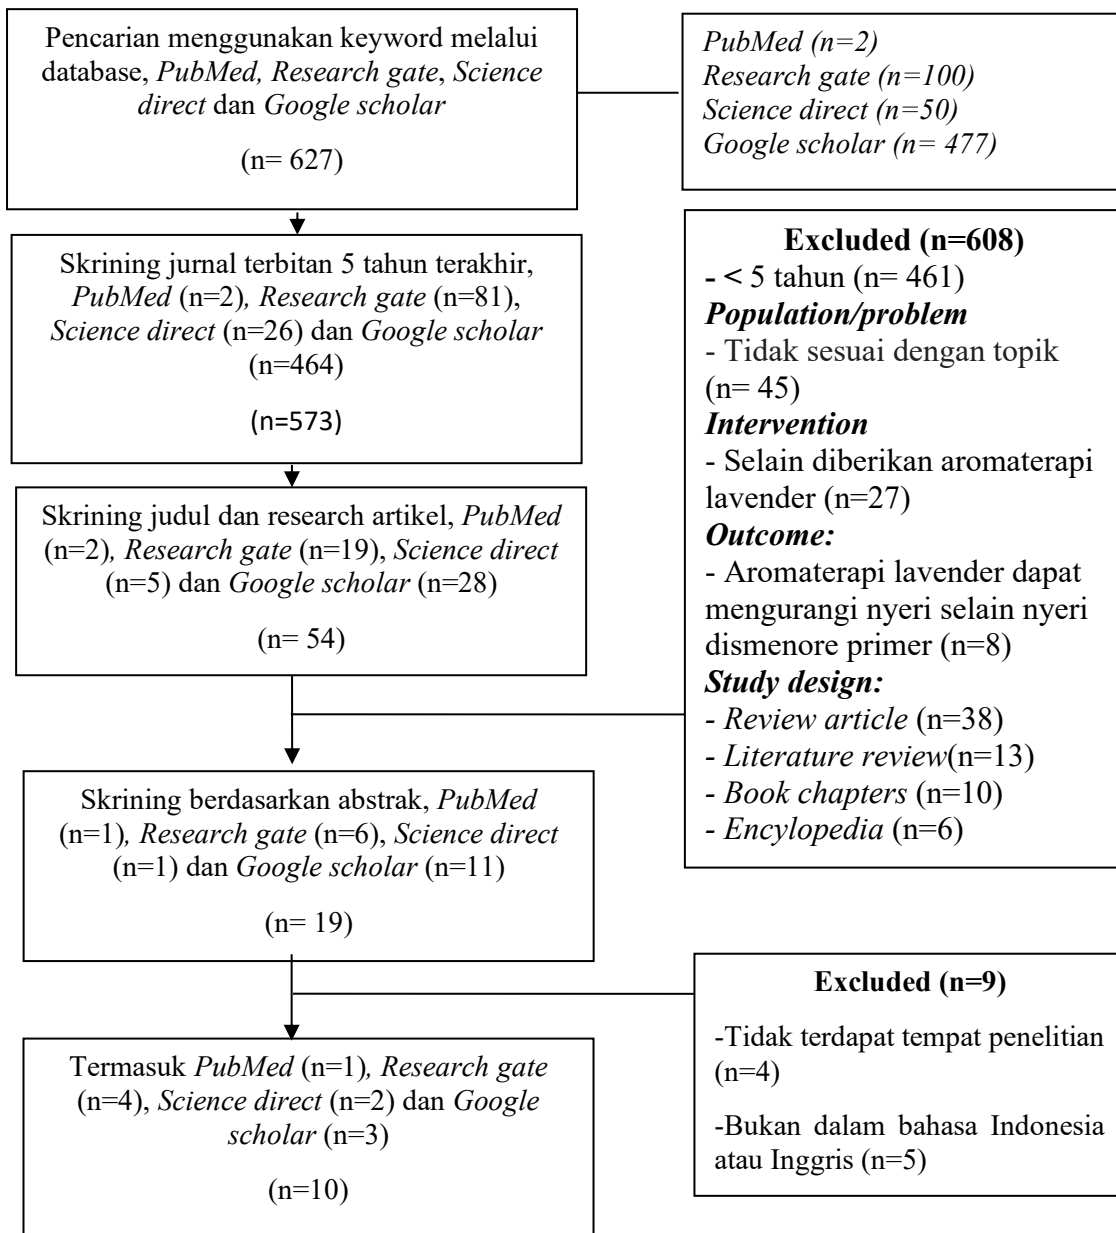 Pencarian menggunakan keyword melalui
database, PubMed, Research gate, Science
direct dan Google scholar
(n= 627)
PubMed (n=2)
Research gate (n=100)
Science direct (n=50)
Google scholar (n= 477)
Skrining jurnal terbitan 5 tahun terakhir,
PubMed (n=2), Research gate (n=81),
Science direct (n=26) dan Google scholar
(n=464)
(n=573)
Excluded (n=608)
- < 5 tahun (n= 461)
Population/problem
- Tidak sesuai dengan topik
(n= 45)
Intervention
- Selain diberikan aromaterapi
lavender (n=27)
Outcome:
- Aromaterapi lavender dapat
mengurangi nyeri selain nyeri
dismenore primer (n=8)
Study design:
- Review article (n=38)
- Literature review(n=13)
- Book chapters (n=10)
- Encylopedia (n=6)
Skrining judul dan research artikel, PubMed
(n=2), Research gate (n=19), Science direct
(n=5) dan Google scholar (n=28)
(n= 54)
Skrining berdasarkan abstrak, PubMed
(n=1), Research gate (n=6), Science direct
(n=1) dan Google scholar (n=11)
(n= 19)
Excluded (n=9)
-Tidak terdapat tempat penelitian
(n=4)
-Bukan dalam bahasa Indonesia
atau Inggris (n=5)
Termasuk PubMed (n=1), Research gate
(n=4), Science direct (n=2) dan Google
scholar (n=3)
(n=10)